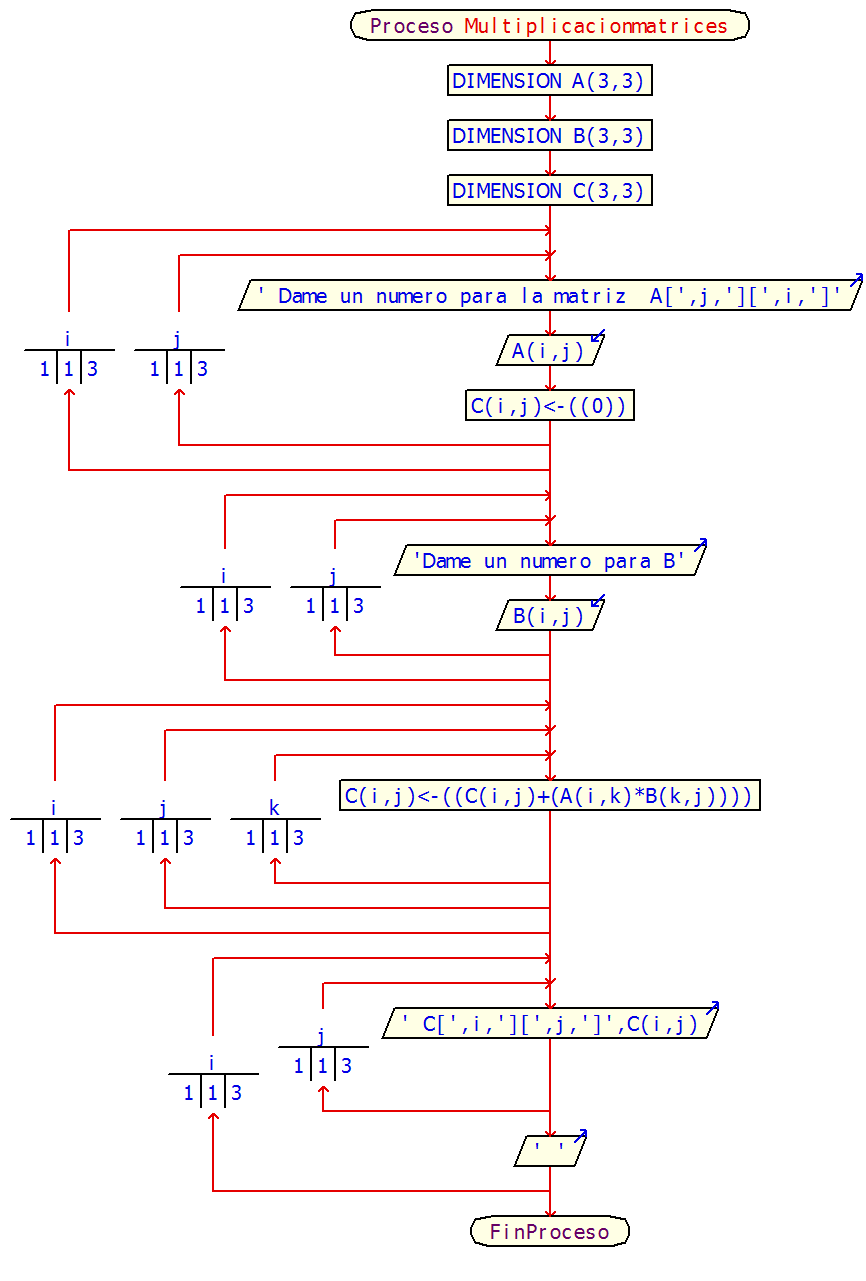 Proceso Multiplicacionmatrices
DIMENSION A(3,3)
DIMENSION B(3,3)
DIMENSION C(3,3)
' Dame un numero para la matriz  A[',j,'][',i,']'
i
j
1 1 3
1 1 3
A(i,j)
C(i,j)<-((0))
'Dame un numero para B'
i
j
1 1 3
1 1 3
B(i,j)
C(i,j)<-((C(i,j)+(A(i,k)*B(k,j))))
i
j
k
1 1 3
1 1 3
1 1 3
' C[',i,'][',j,']',C(i,j)
j
1 1 3
i
1 1 3
' '
FinProceso